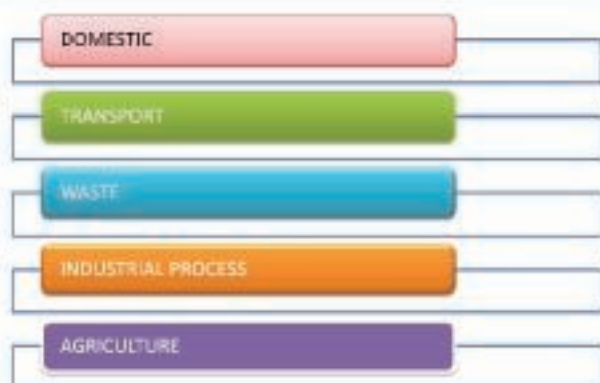 DOMESTIC
TRANSPORT
WASTE
INDUSTRIAL PROCESS
AGRICULTURE